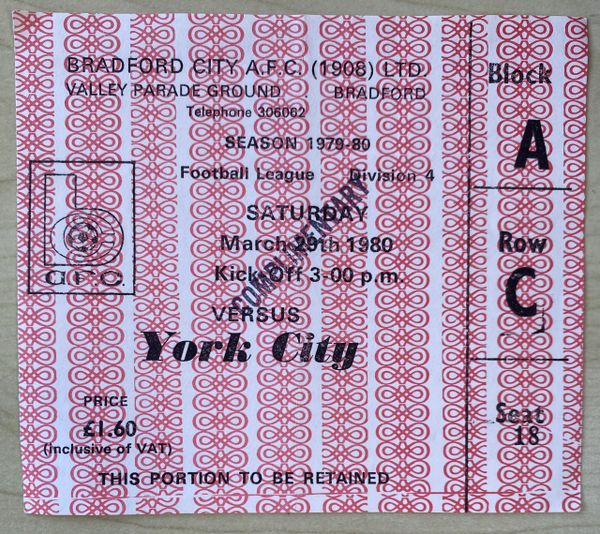 BRADFORD CITY A.F.C. (1908) LTD.
VALLEY PARADE GROUND BRADFORD
Telephone 306062
SEASON 1979-80
Football League Division 4
SATURDAY
March 29th 1980
Kick-Off 3-00 p.m.
COMPLIMENTARY
VERSUS
York City
b
a.F.C.
PRICE
£1.60
(inclusive of VAT)
THIS PORTION TO BE RETAINED
Block
A
Row
C
Seat
18